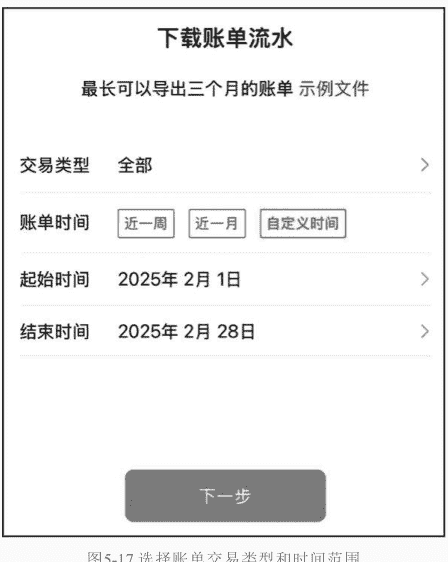 下载账单流水
最长可以导出三个月的账单 示例文件
交易类型 全部
账单时间 近一周 近一月 自定义时间
起始时间 2025年 2月 1日
结束时间 2025年 2月 28日
下一步
图5-17 选择账单交易类型和时间范围